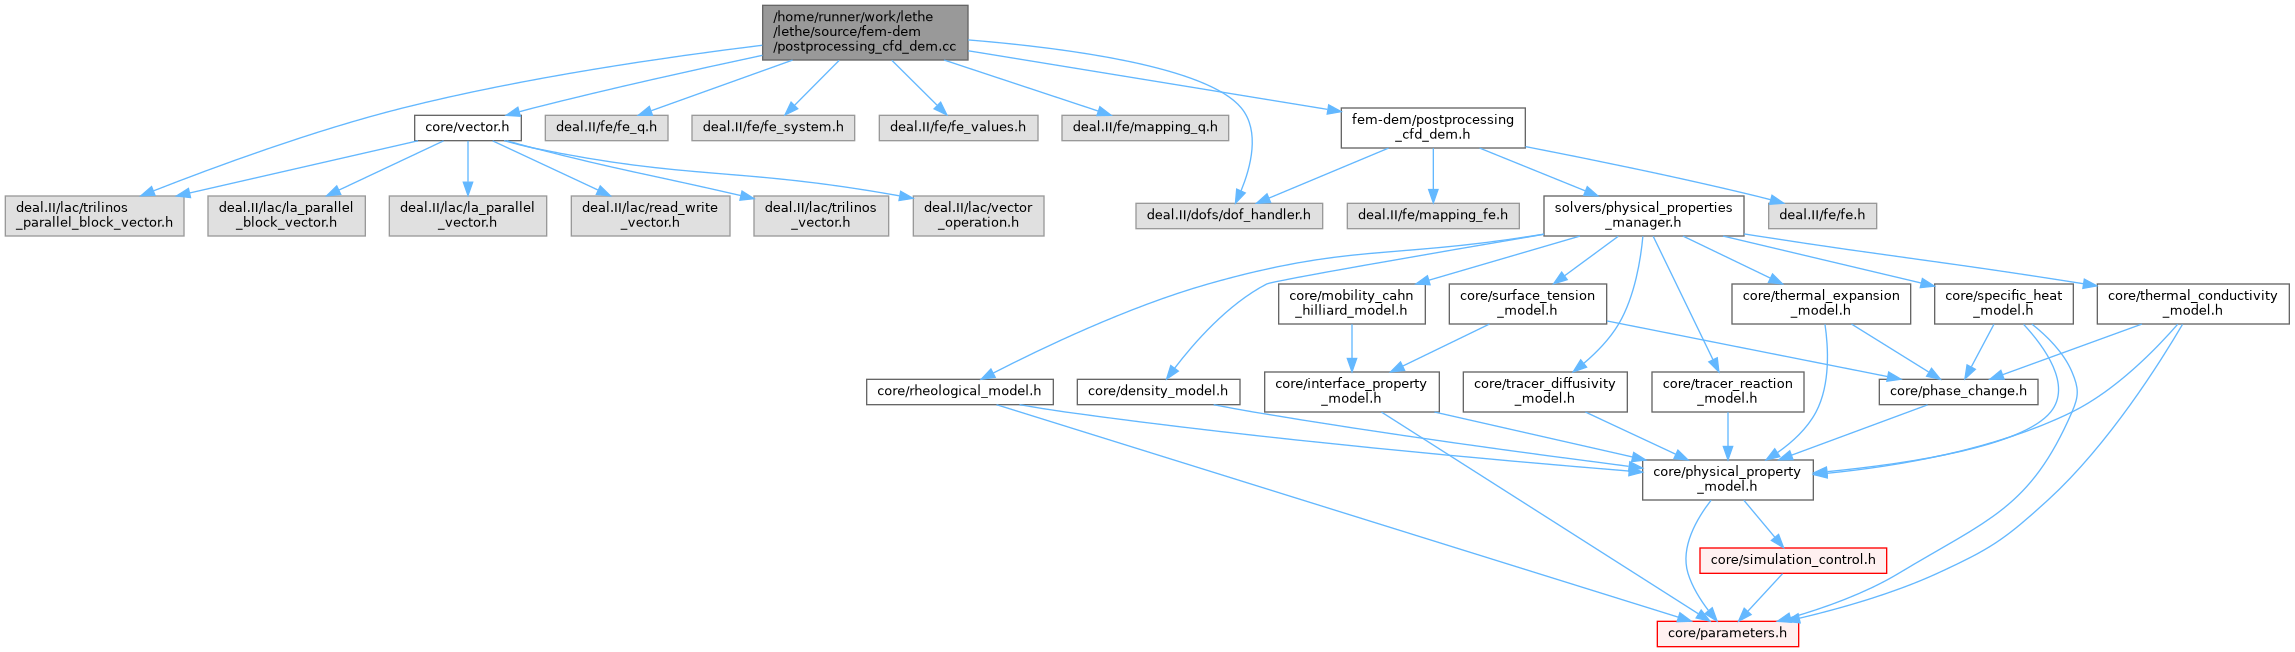 /home/runner/work/lethe
/lethe/source/fem-dem
/postprocessing_cfd_dem.cc
core/vector.h
deal.II/fe/fe_q.h
deal.II/fe/fe_system.h
deal.II/fe/fe_values.h
deal.II/fe/mapping_q.h
fem-dem/postprocessing
_cfd_dem.h
deal.II/lac/trilinos
_parallel_block_vector.h
deal.II/lac/la_parallel
_block_vector.h
deal.II/lac/la_parallel
_vector.h
deal.II/lac/read_write
_vector.h
deal.II/lac/trilinos
_vector.h
deal.II/lac/vector
_operation.h
deal.II/dofs/dof_handler.h
deal.II/fe/mapping_fe.h
solvers/physical_properties
_manager.h
deal.II/fe/fe.h
core/mobility_cahn
_hilliard_model.h
core/surface_tension
_model.h
core/thermal_expansion
_model.h
core/specific_heat
_model.h
core/thermal_conductivity
_model.h
core/rheological_model.h
core/density_model.h
core/interface_property
_model.h
core/tracer_diffusivity
_model.h
core/tracer_reaction
_model.h
core/phase_change.h
core/physical_property
_model.h
core/simulation_control.h
core/parameters.h